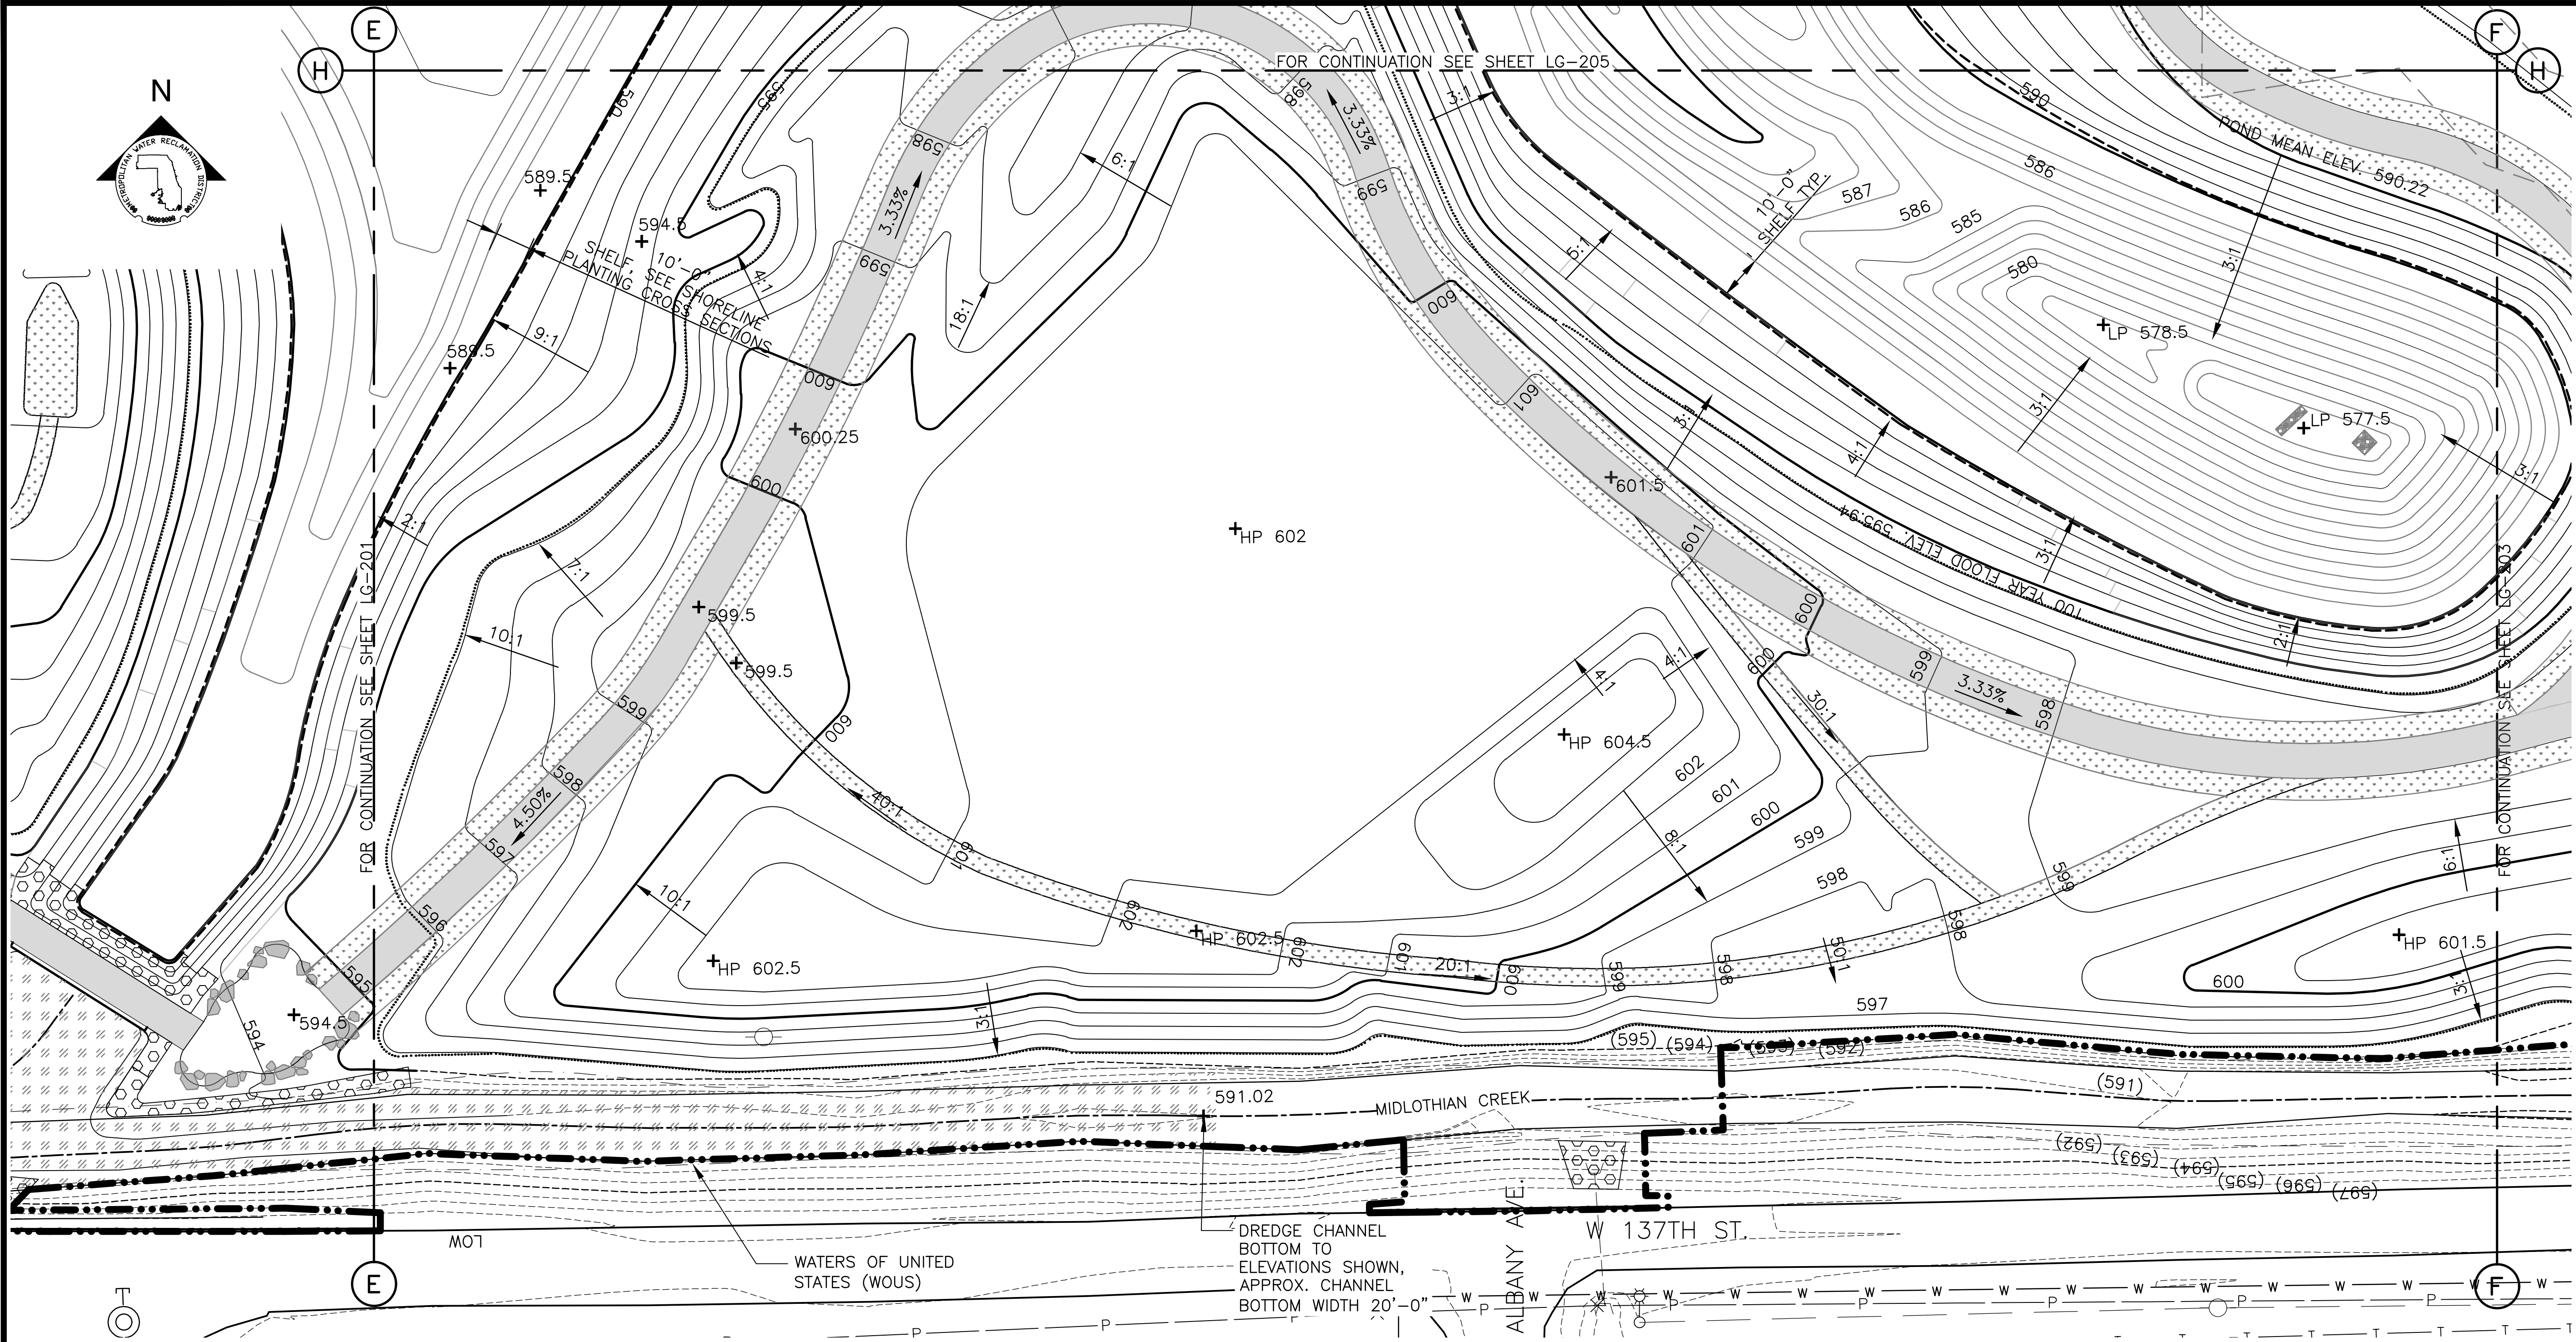 E
F
H
H
FOR CONTINUATION SEE SHEET LG-205
N
METROPOLITAN WATER RECLAMATION DISTRICT
590
595
598
598
3.33%
3.33%
3:1
590
POND MEAN ELEV. 590.22
586
10'-0"
SHELF TYP.
587
586
585
580
3:1
589.5
594.5
6:1
599
599
5:1
10'-0"
SHELF, SEE SHORELINE
PLANTING CROSS SECTIONS
4:1
18:1
600
LP 578.5
9:1
589.5
600
601
3:1
3:1
LP 577.5
600.25
4:1
3:1
601.5
600
2:1
HP 602
601
100 YEAR FLOOD ELEV. 595.94
3:1
7:1
FOR CONTINUATION SEE SHEET LG-201
FOR CONTINUATION SEE SHEET LG-203
599.5
600
10:1
2:1
599.5
600
599
4:1
4:1
3.33%
30:1
599
598
600
HP 604.5
598
602
4.50%
601
40:1
600
8:1
599
597
601
598
6:1
599
10:1
596
602
598
HP 602.5
602
601
50:1
HP 601.5
HP 602.5
20:1
600
599
598
595
600
3:1
594.5
594
3:1
597
(595)
(594)
(593)
(592)
(591)
591.02
MIDLOTHIAN CREEK
(592)
(593)
(594)
(595)
(596)
(597)
LOW
WATERS OF UNITED
STATES (WOUS)
DREDGE CHANNEL
BOTTOM TO
ELEVATIONS SHOWN,
APPROX. CHANNEL
BOTTOM WIDTH 20'-0"
ALBANY AVE.
W 137TH ST.
E
F
T
W W W W W W W W W W W W
P P P P P P
P P P
T T T T T T